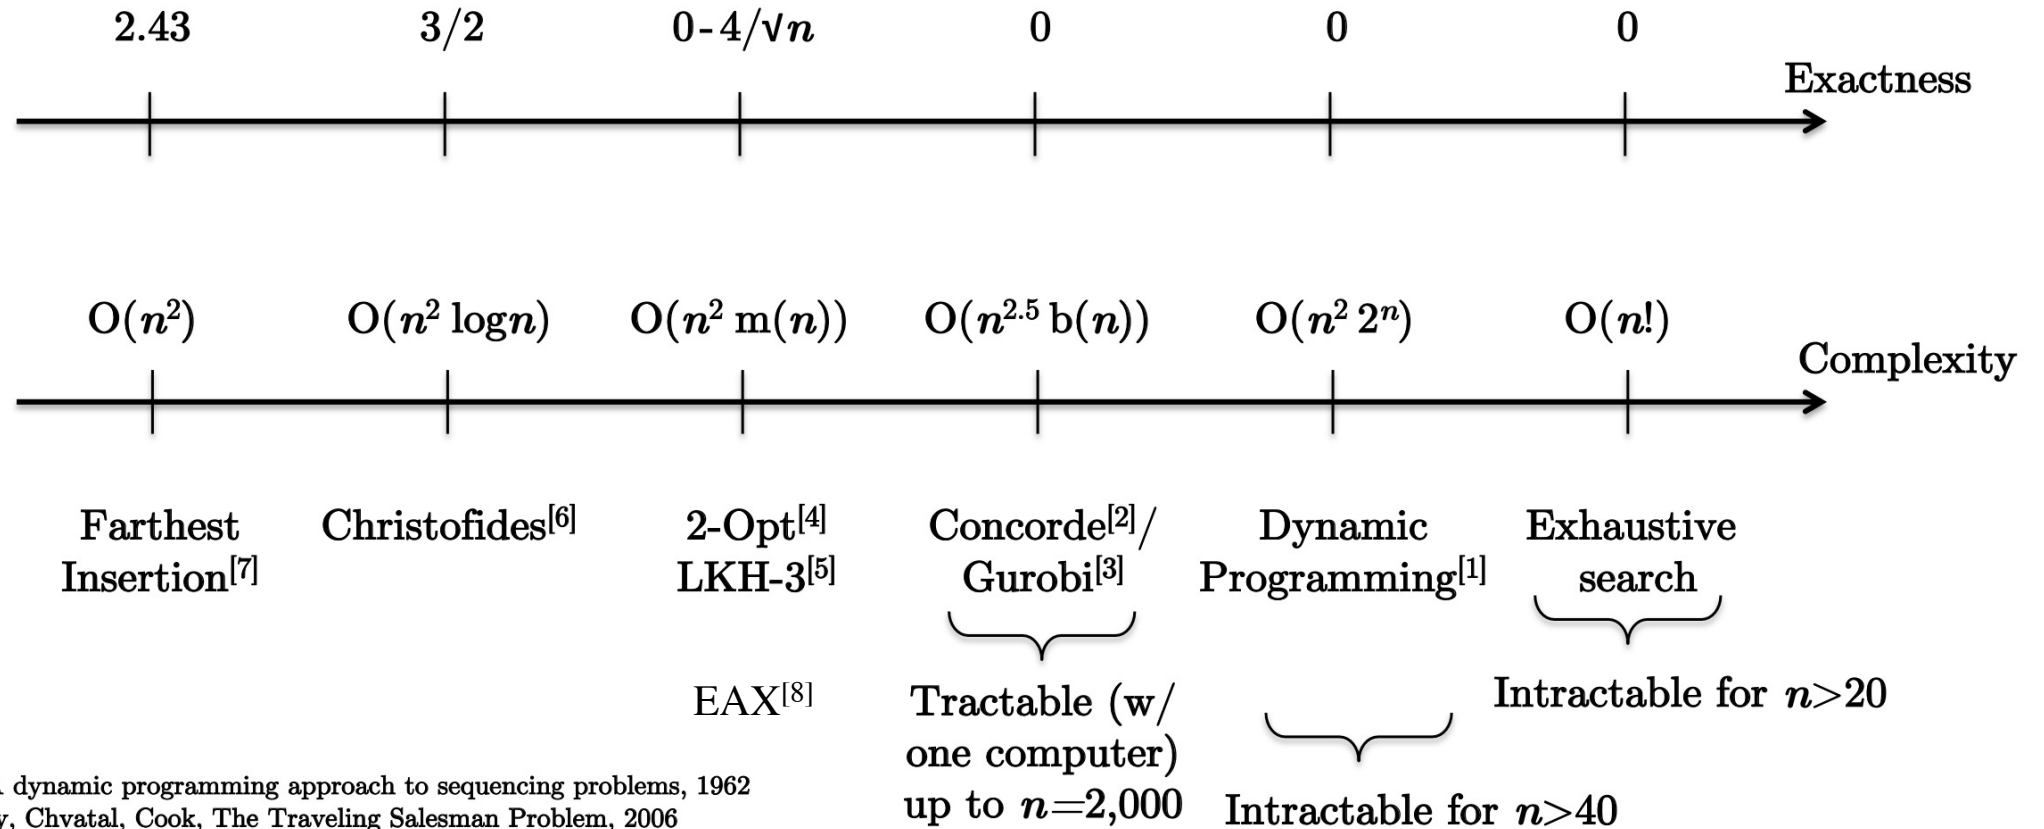 2.43 3/2 0-4/√n 0 0 0
Exactness
O(n² ) O(n² logn) O(n² m(n)) O(n^2.5 b(n)) O(n² 2ⁿ) O(n!)
Complexity
Farthest Christofides[6] 2-Opt[4] Concorde[2]/ Dynamic Exhaustive
Insertion[7] LKH-3[5] Gurobi[3] Programming[1] search
EAX[8] Tractable (w/ Intractable for n>20
one computer)
dynamic programming approach to sequencing problems, 1962
up to n=2,000 Intractable for n>40
Chvatal, Cook, The Traveling Salesman Problem, 2006